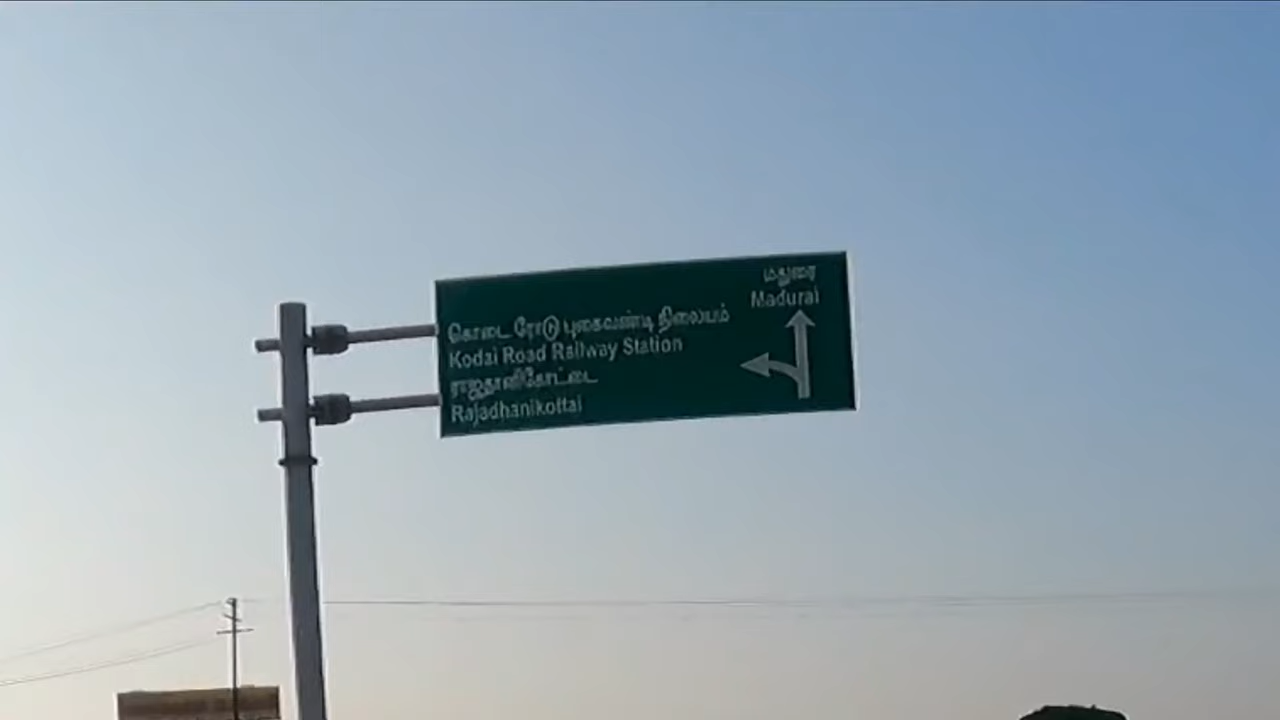 மதுரை
Madurai
கொடை ரோடு புகைவண்டி நிலையம்
Kodai Road Railway Station
ராஜதானிகோட்டை
Rajadhanikottai